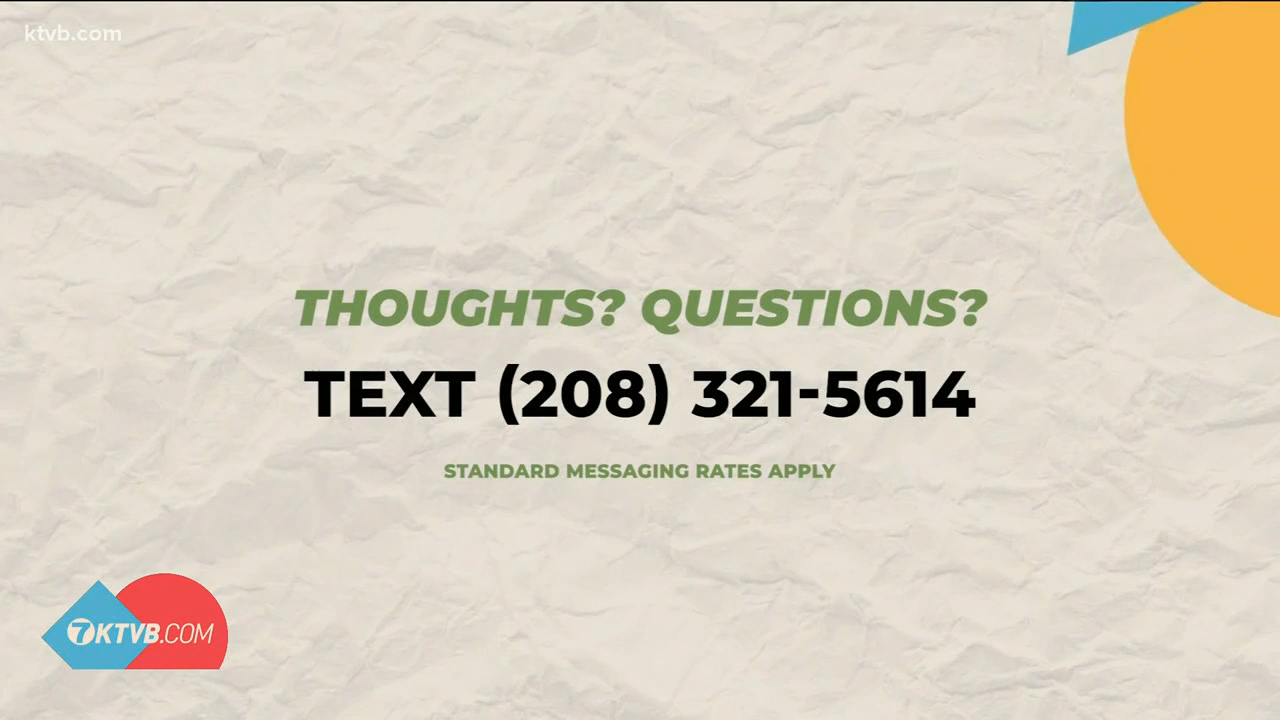 ktvb.com
THOUGHTS? QUESTIONS?
TEXT (208) 321-5614
STANDARD MESSAGING RATES APPLY
7KTVB.COM